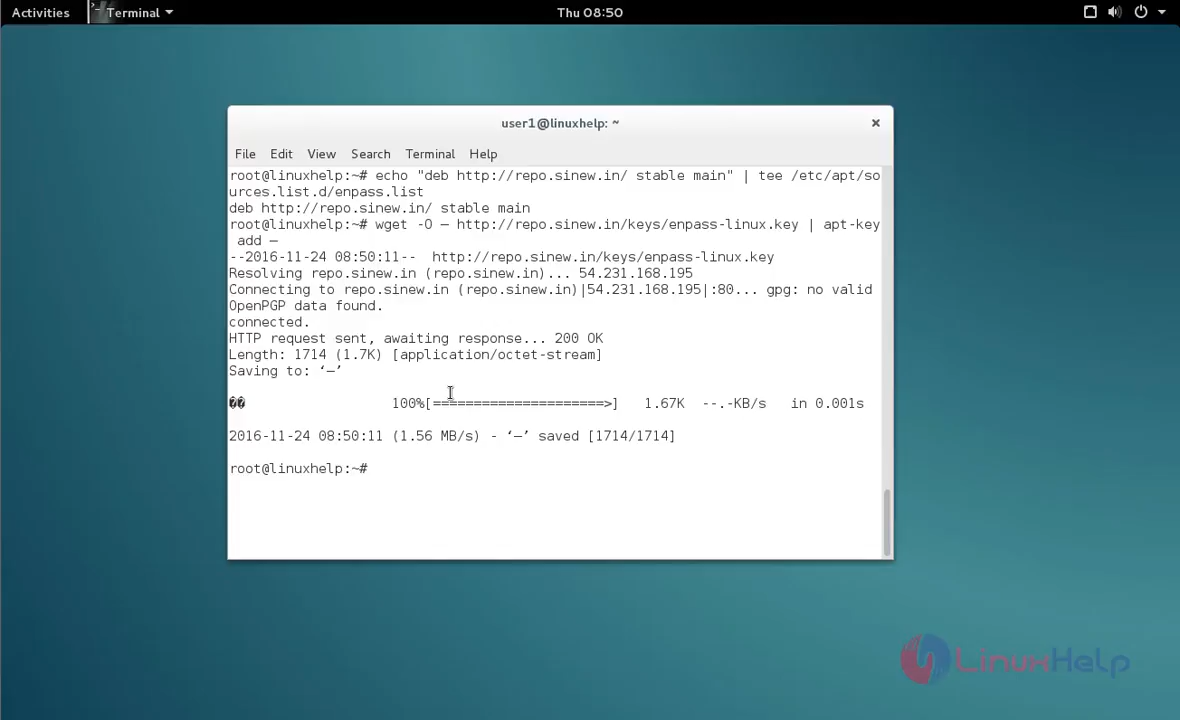 Activities Terminal Thu 08:50
user1@linuxhelp: ~
File Edit View Search Terminal Help
root@linuxhelp:~# echo "deb http://repo.sinew.in/ stable main" | tee /etc/apt/so
urces.list.d/enpass.list
deb http://repo.sinew.in/ stable main
root@linuxhelp:~# wget -O – http://repo.sinew.in/keys/enpass-linux.key | apt-key
 add –
--2016-11-24 08:50:11--  http://repo.sinew.in/keys/enpass-linux.key
Resolving repo.sinew.in (repo.sinew.in)... 54.231.168.195
Connecting to repo.sinew.in (repo.sinew.in)|54.231.168.195|:80... gpg: no valid
OpenPGP data found.
connected.
HTTP request sent, awaiting response... 200 OK
Length: 1714 (1.7K) [application/octet-stream]
Saving to: ‘–’
�� 100%[=====================>] 1.67K --.-KB/s in 0.001s
2016-11-24 08:50:11 (1.56 MB/s) - ‘–’ saved [1714/1714]
root@linuxhelp:~#
LinuxHelp